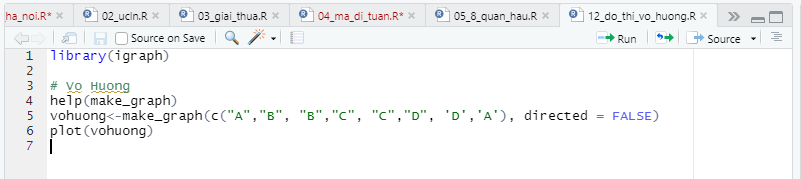 ha_noi.R* × 02_ucln.R × 03_giai_thua.R × 04_ma_di_tuan.R* × 05_8_quan_hau.R × 12_do_thi_vo_huong.R ×
Source on Save Run Source
1 library(igraph)
2
3 # Vo Huong
4 help(make_graph)
5 vohuong<-make_graph(c("A","B", "B","C", "C","D", 'D','A'), directed = FALSE)
6 plot(vohuong)
7